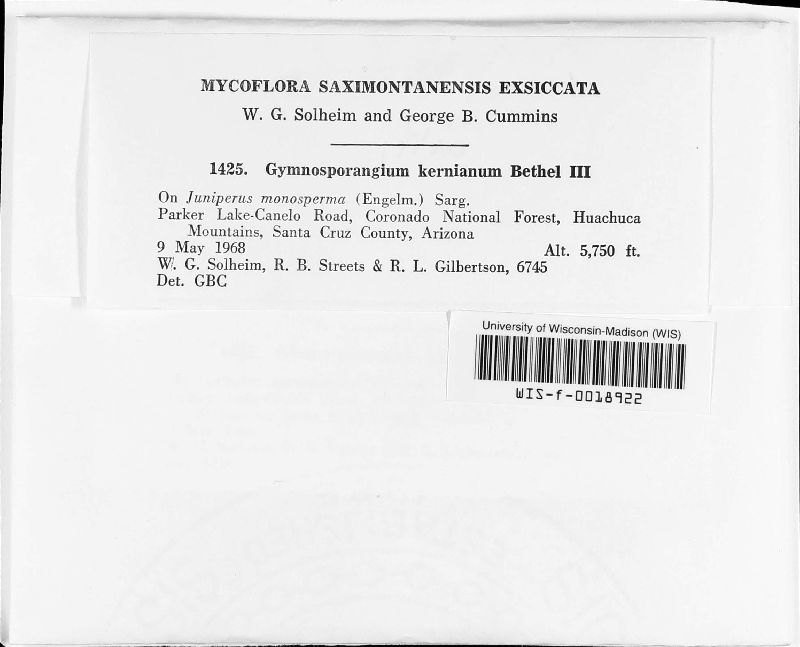 MYCOFLORA SAXIMONTANENSIS EXSICCATA
W. G. Solheim and George B. Cummins
1425. Gymnosporangium kernianum Bethel III
On Juniperus monosperma (Engelm.) Sarg.
Parker Lake-Canelo Road, Coronado National Forest, Huachuca
Mountains, Santa Cruz County, Arizona
9 May 1968 Alt. 5,750 ft.
W. G. Solheim, R. B. Streets & R. L. Gilbertson, 6745
Det. GBC
University of Wisconsin-Madison (WIS)
WIS-f-0018922